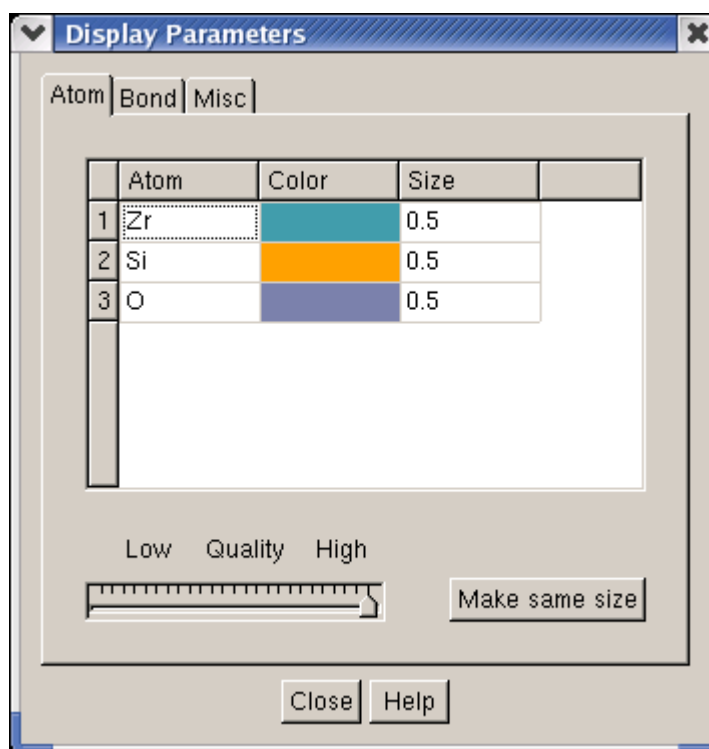 Display Parameters
Atom Bond Misc
Atom Color Size
1 Zr 0.5
2 Si 0.5
3 O 0.5
Low Quality High
Make same size
Close Help